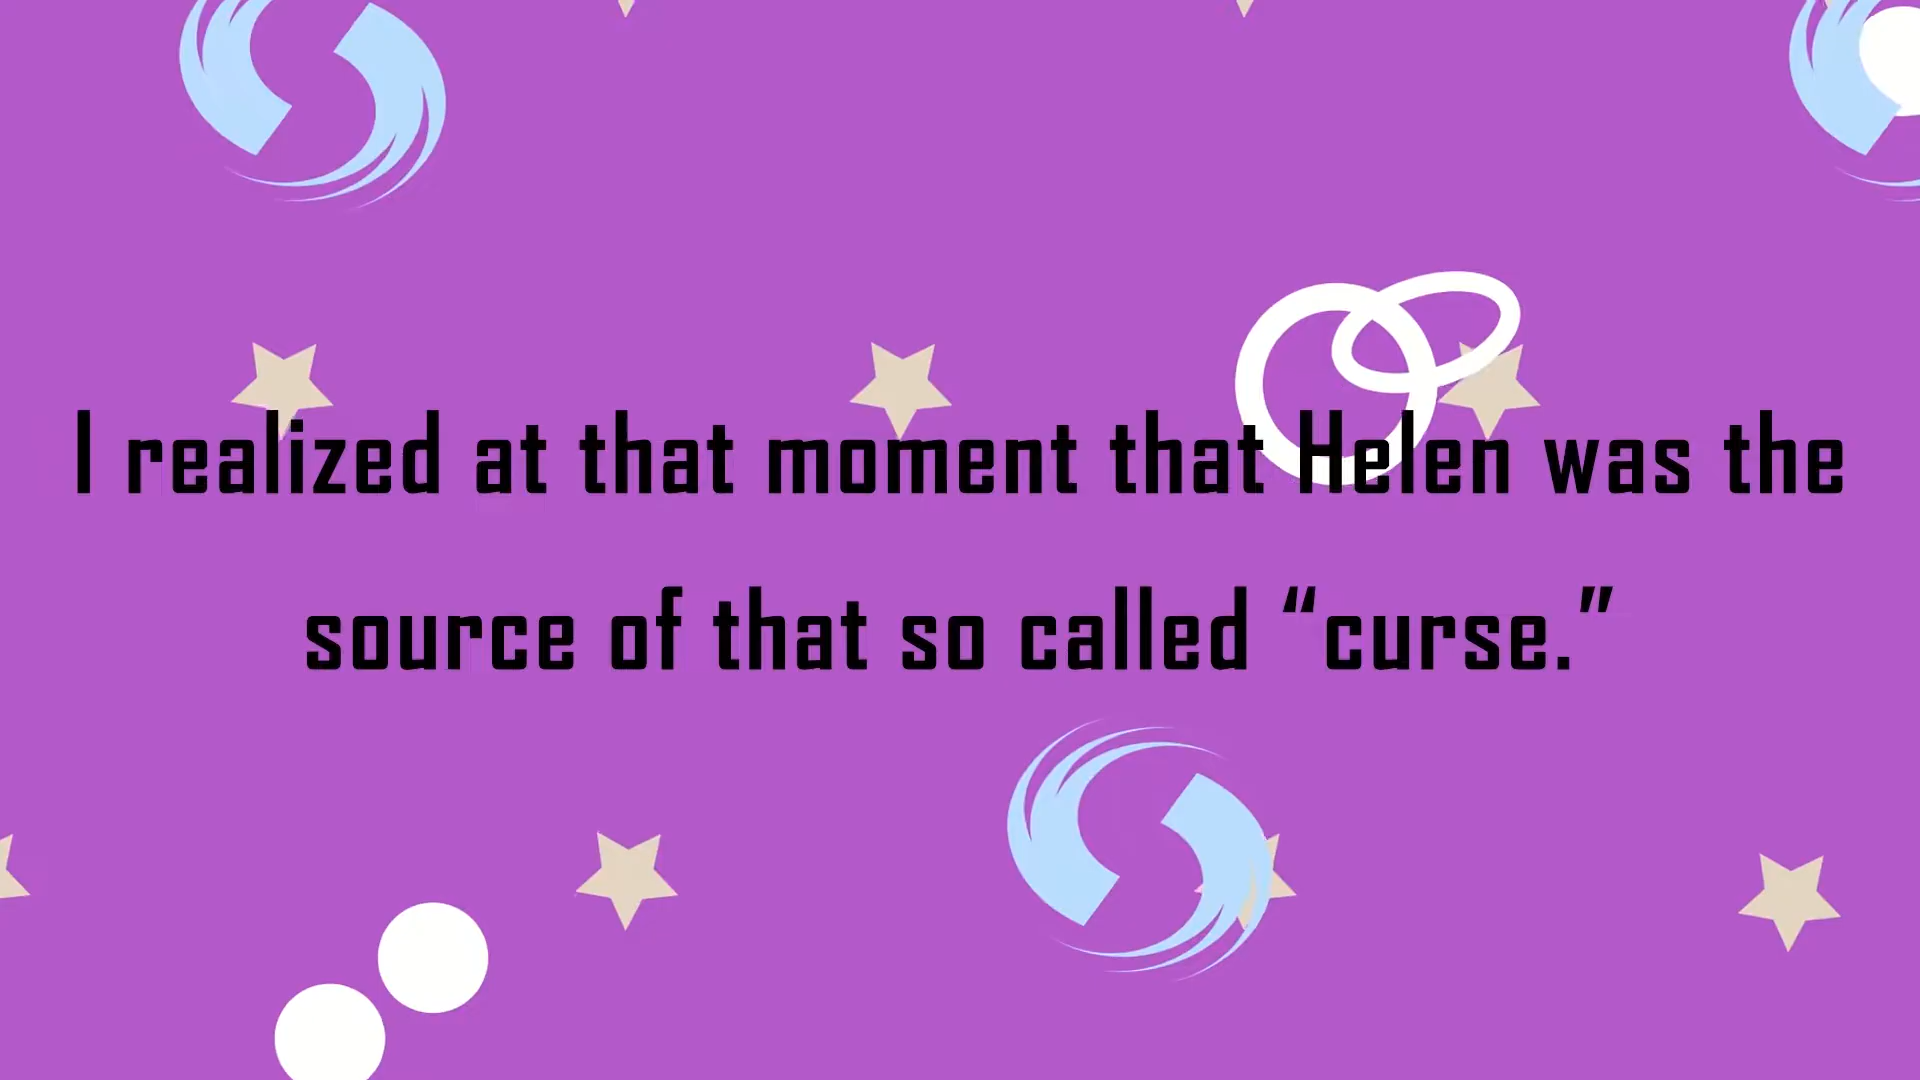 I realized at that moment that Helen was the
source of that so called “curse.”